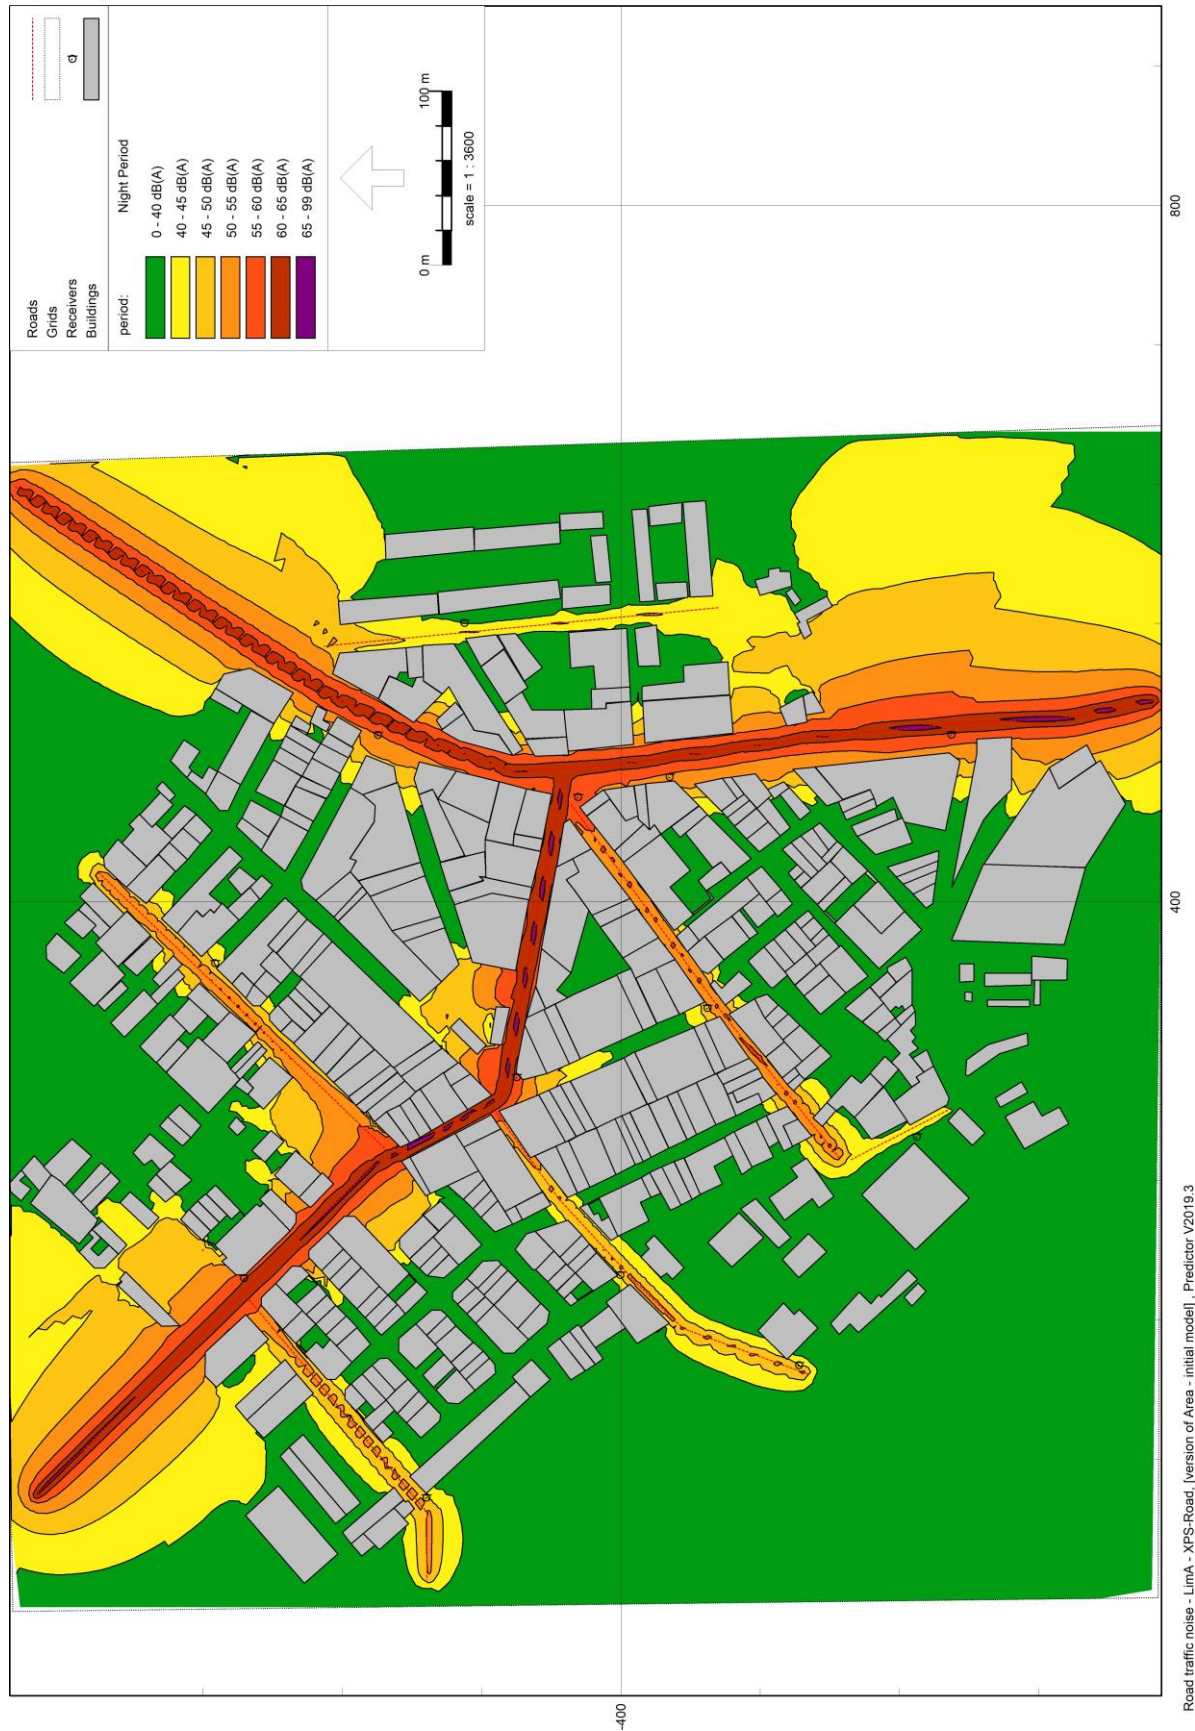 Roads
Grids
Receivers
Buildings
period: Night Period
0 - 40 dB(A)
40 - 45 dB(A)
45 - 50 dB(A)
50 - 55 dB(A)
55 - 60 dB(A)
60 - 65 dB(A)
65 - 99 dB(A)
0 m 100 m
scale = 1 : 3600
400 800
-400
Road traffic noise - LimA - XPS-Road, [version of Area - initial model] , Predictor V2019.3